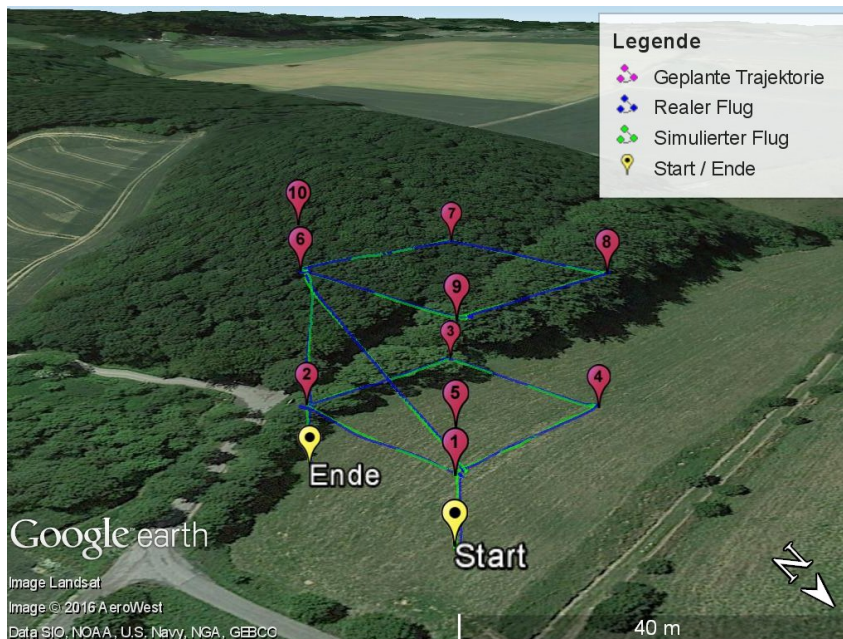 Legende
Geplante Trajektorie
Realer Flug
Simulierter Flug
Start / Ende
10
7
6
8
9
3
2
4
5
1
Ende
Start
Google earth
N
Image Landsat
Image © 2016 AeroWest
Data SIO, NOAA, U.S. Navy, NGA, GEBCO
40 m